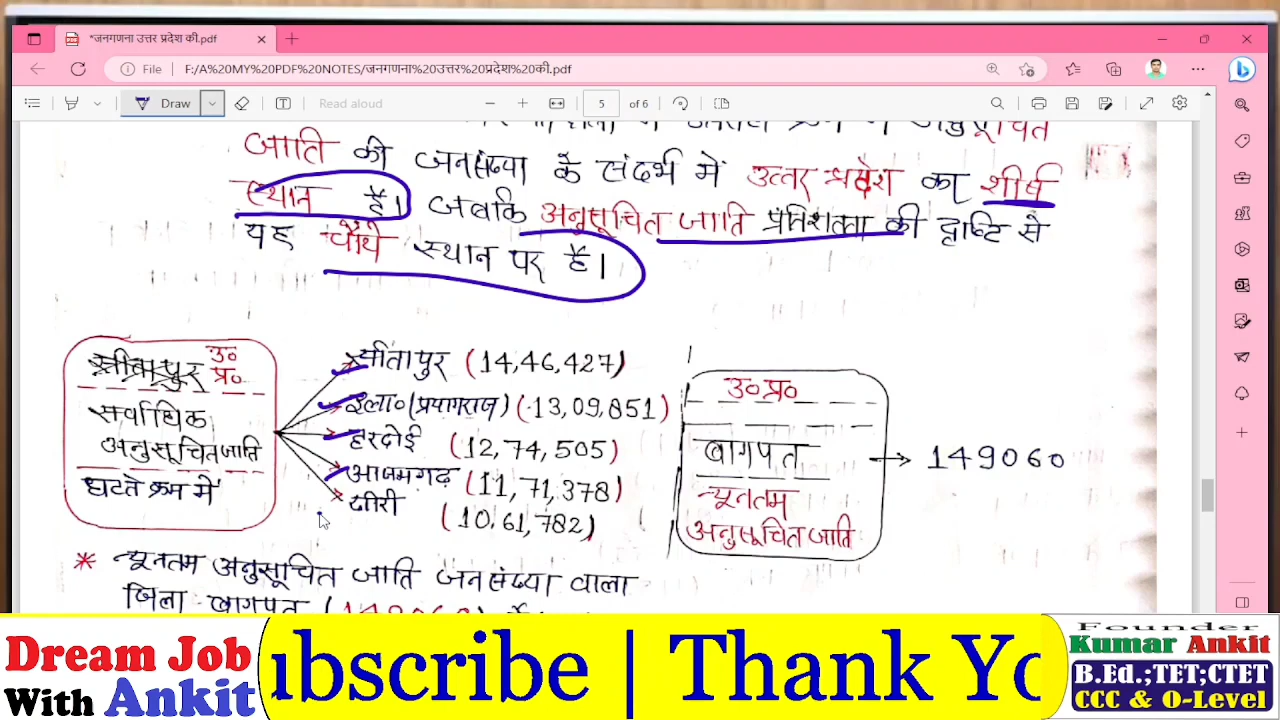 *जनगणना उत्तर प्रदेश की.pdf
File F:/A%20MY%20PDF%20NOTES/जनगणना%20उत्तर%20प्रदेश%20की.pdf
Draw Read aloud 5 of 6
क्रम में अनुसूचित
जाति की जनसंख्या के संदर्भ में उत्तर प्रदेश का शीर्ष
स्थान है। जबकि अनुसूचित जाति प्रतिशतता की दृष्टि से
यह चौथे स्थान पर है।
उ०
प्र०
सर्वाधिक
अनुसूचित जाति
घटते क्रम में
सीतापुर (14,46,427)
इला० (प्रयागराज) (13,09,851)
हरदोई (12,74,505)
आजमगढ़ (11,71,378)
खीरी (10,61,782)
उ०प्र०
बागपत → 149060
न्यूनतम
अनुसूचित जाति
* न्यूनतम अनुसूचित जाति जनसंख्या वाला
जिला बागपत (149060)
Dream Job
With Ankit
ubscribe | Thank Yo
Founder
Kumar Ankit
B.Ed.;TET;CTET
CCC & O-Level